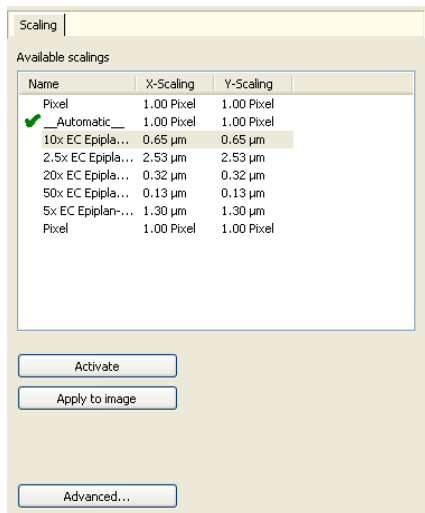 Scaling
Available scalings
Name X-Scaling Y-Scaling
Pixel 1.00 Pixel 1.00 Pixel
__Automatic__ 1.00 Pixel 1.00 Pixel
10x EC Epipla... 0.65 µm 0.65 µm
2.5x EC Epipla... 2.53 µm 2.53 µm
20x EC Epipla... 0.32 µm 0.32 µm
50x EC Epipla... 0.13 µm 0.13 µm
5x EC Epiplan-... 1.30 µm 1.30 µm
Pixel 1.00 Pixel 1.00 Pixel
Activate
Apply to image
Advanced...